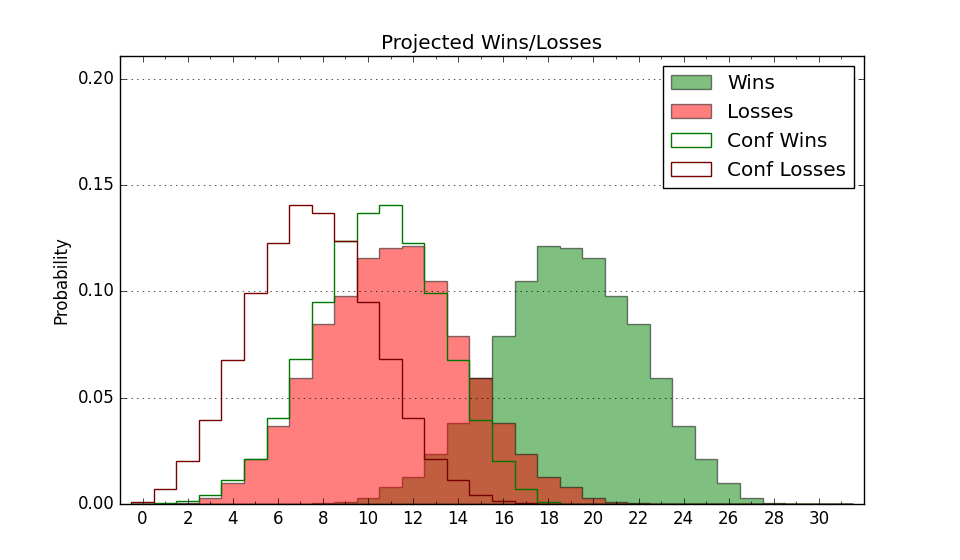 Projected Wins/Losses
0.20
0.15
0.10
0.05
0.00
Probability
Wins
Losses
Conf Wins
Conf Losses
0 2 4 6 8 10 12 14 16 18 20 22 24 26 28 30